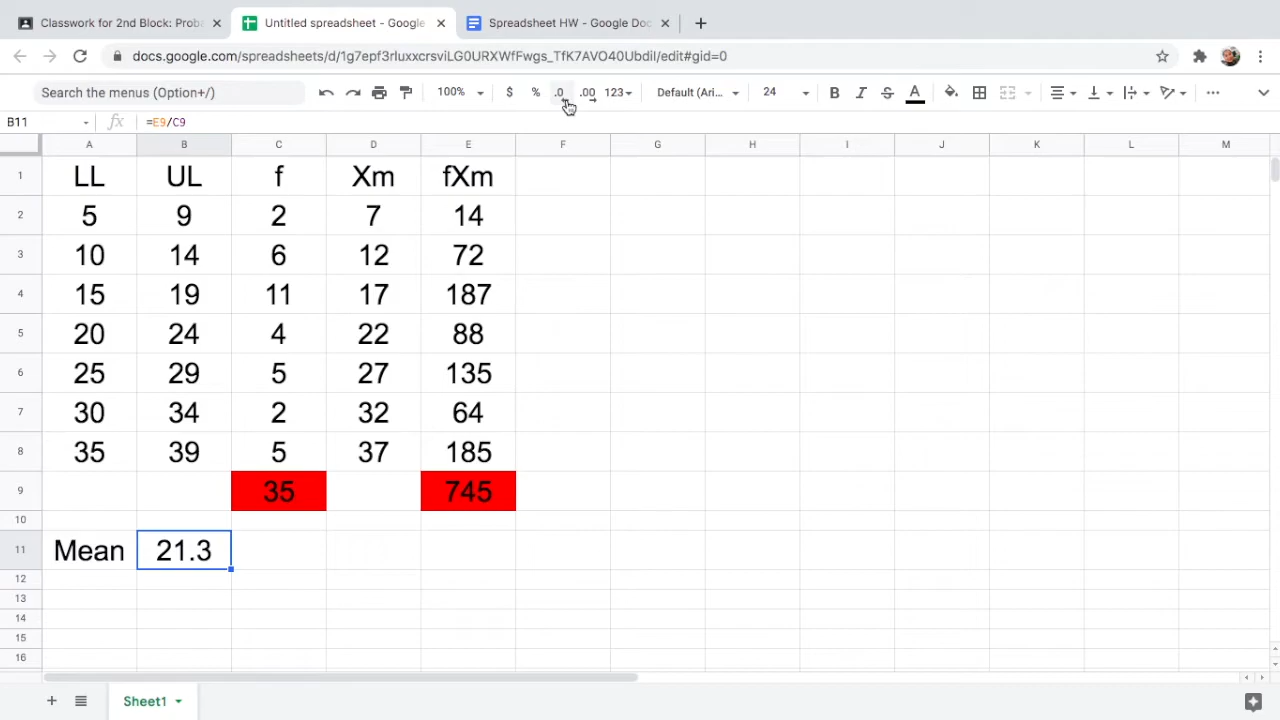 Classwork for 2nd Block: Proba
Untitled spreadsheet - Google
Spreadsheet HW - Google Doc
docs.google.com/spreadsheets/d/1g7epf3rluxxcrsviLG0URXWfFwgs_TfK7AVO40UbdiI/edit#gid=0
Search the menus (Option+/) 100% $ % .0 .00 123 Default (Ari... 24 B I S A
B11 fx =E9/C9
A B C D E F G H I J K L M
1 LL UL f Xm fXm
2 5 9 2 7 14
3 10 14 6 12 72
4 15 19 11 17 187
5 20 24 4 22 88
6 25 29 5 27 135
7 30 34 2 32 64
8 35 39 5 37 185
9 35 745
10
11 Mean 21.3
12
13
14
15
16
Sheet1